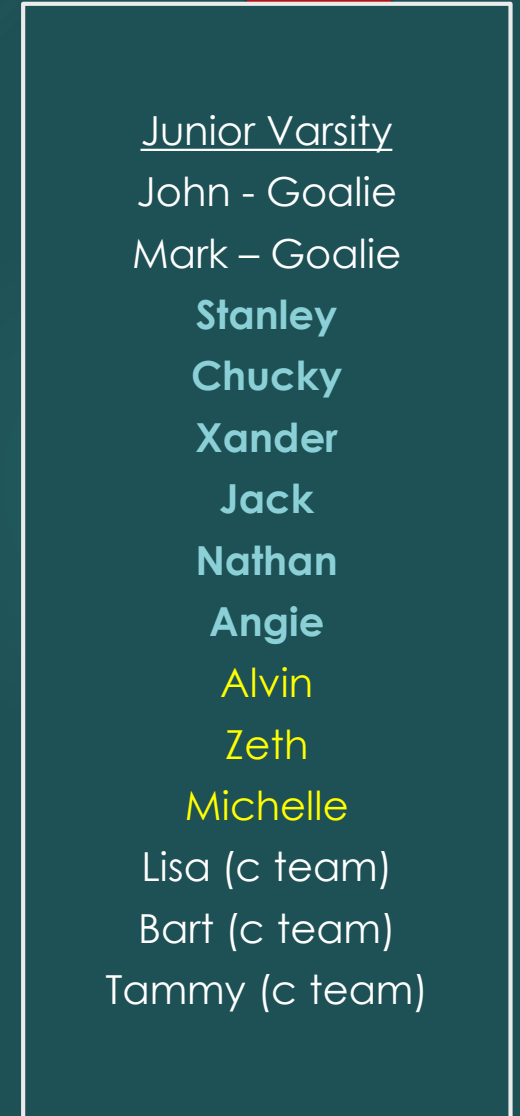 Junior Varsity
John - Goalie
Mark – Goalie
Stanley
Chucky
Xander
Jack
Nathan
Angie
Alvin
Zeth
Michelle
Lisa (c team)
Bart (c team)
Tammy (c team)